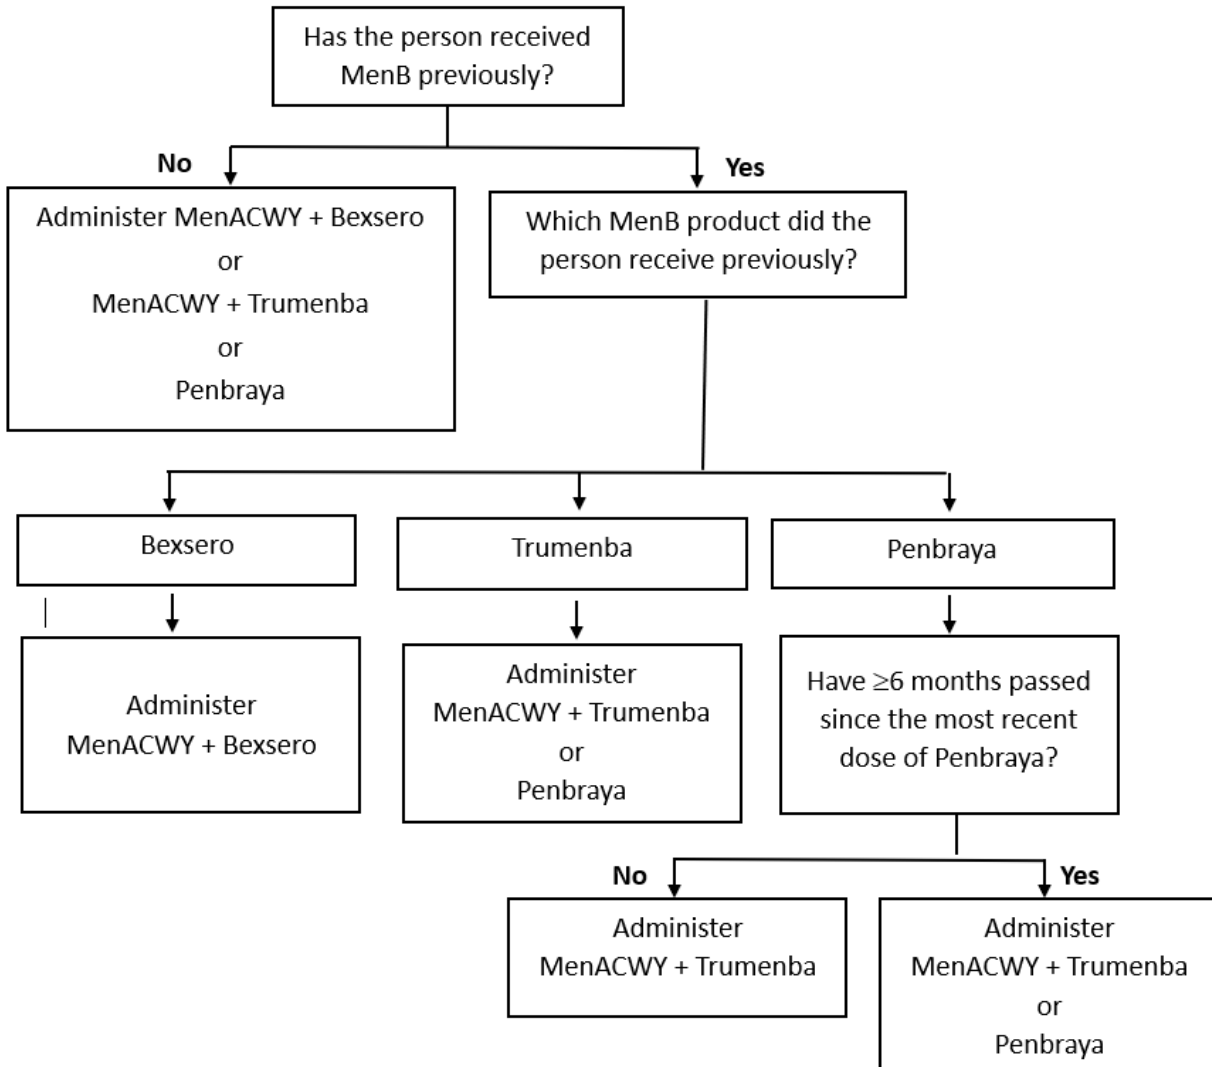 Has the person received
MenB previously?
No
Yes
Administer MenACWY + Bexsero
or
MenACWY + Trumenba
or
Penbraya
Which MenB product did the
person receive previously?
Bexsero
Trumenba
Penbraya
Administer
MenACWY + Bexsero
Administer
MenACWY + Trumenba
or
Penbraya
Have ≥6 months passed
since the most recent
dose of Penbraya?
No
Yes
Administer
MenACWY + Trumenba
Administer
MenACWY + Trumenba
or
Penbraya